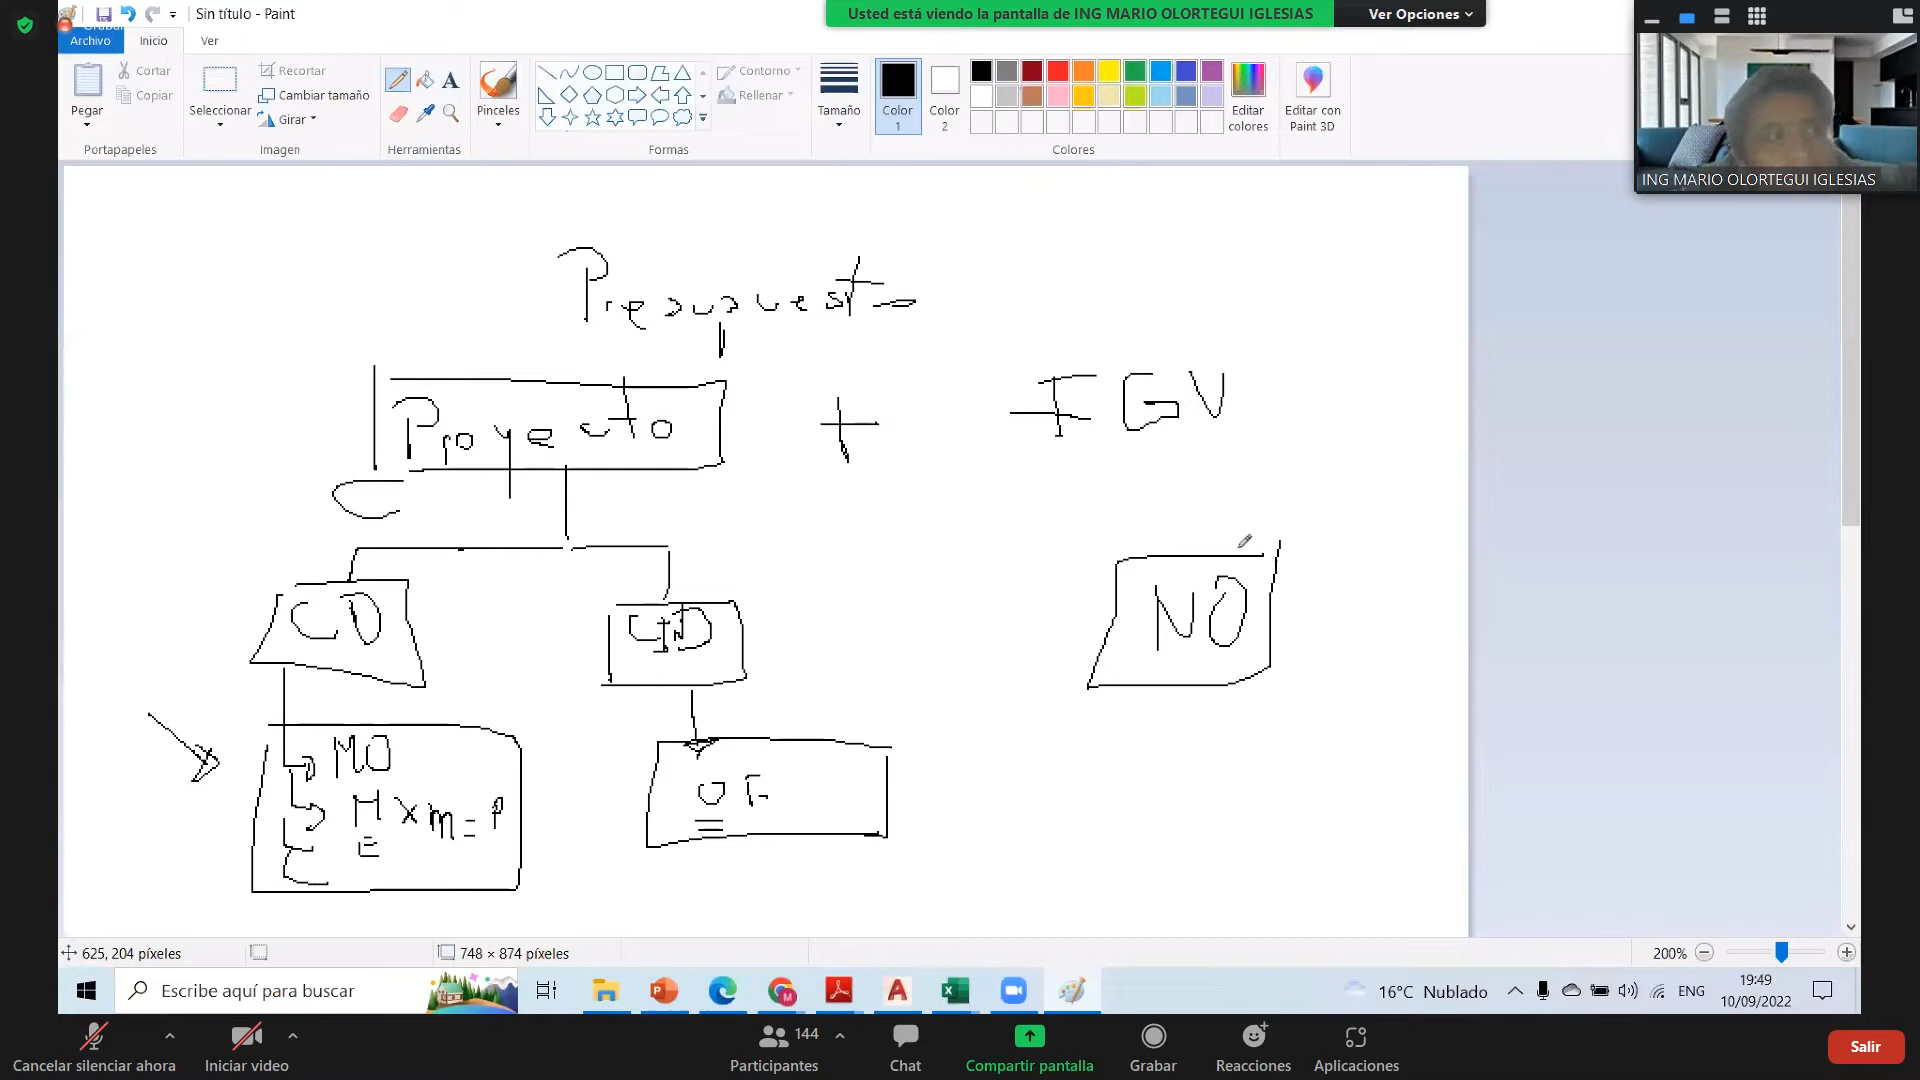 Sin título - Paint
Usted está viendo la pantalla de ING MARIO OLORTEGUI IGLESIAS
Ver Opciones
Archivo
Inicio
Ver
Pegar
Cortar
Copiar
Portapapeles
Seleccionar
Recortar
Cambiar tamaño
Girar
Imagen
Herramientas
Pinceles
Formas
Contorno
Rellenar
Tamaño
Color 1
Color 2
Editar colores
Colores
Editar con Paint 3D
ING MARIO OLORTEGUI IGLESIAS
Presupuesto
Proyecto + IGV
CD
CID
NO
MO
H x m = P
E
625, 204 píxeles
748 × 874 píxeles
200%
Escribe aquí para buscar
16°C Nublado
ENG
19:49
10/09/2022
Cancelar silenciar ahora
Iniciar video
144
Participantes
Chat
Compartir pantalla
Grabar
Reacciones
Aplicaciones
Salir